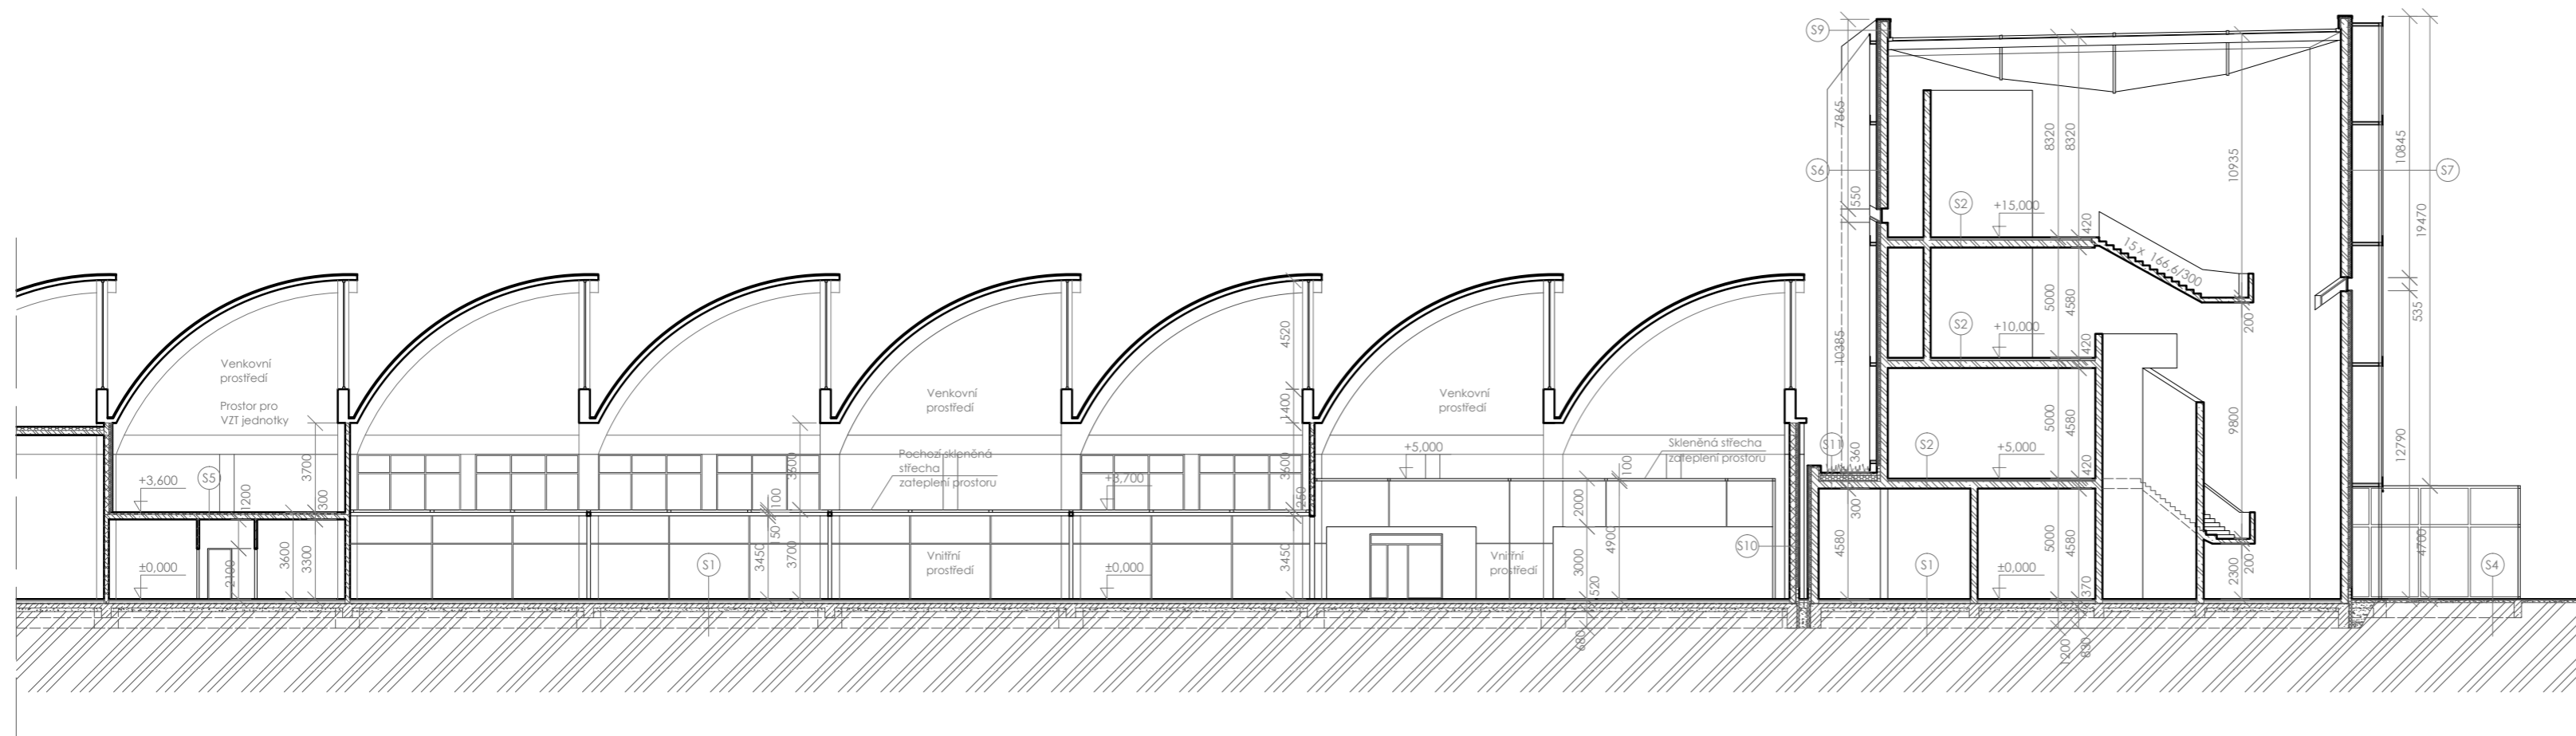 Venkovní
prostředí
Prostor pro
VZT jednotky
+3,600
S5
±0,000
3700
1200
300
3600
3300
2100
S1
3450
150
100
3700
3600
Venkovní
prostředí
Pochozí skleněná
střecha
zateplení prostoru
+3,700
Vnitřní
prostředí
±0,000
4520
1400
3600
250
3450
Venkovní
prostředí
+5,000
Skleněná střecha
zateplení prostoru
100
2000
4900
3000
520
680
Vnitřní
prostředí
S10
S11
360
300
4580
S9
7865
S6
550
10385
S2
+15,000
8320
8320
420
S2
+10,000
5000
4580
420
S2
+5,000
5000
4580
420
S1
±0,000
5000
4580
370
1200
830
15 x 166,6/300
10935
200
9800
2300
200
10845
19470
S7
535
12790
4700
S4